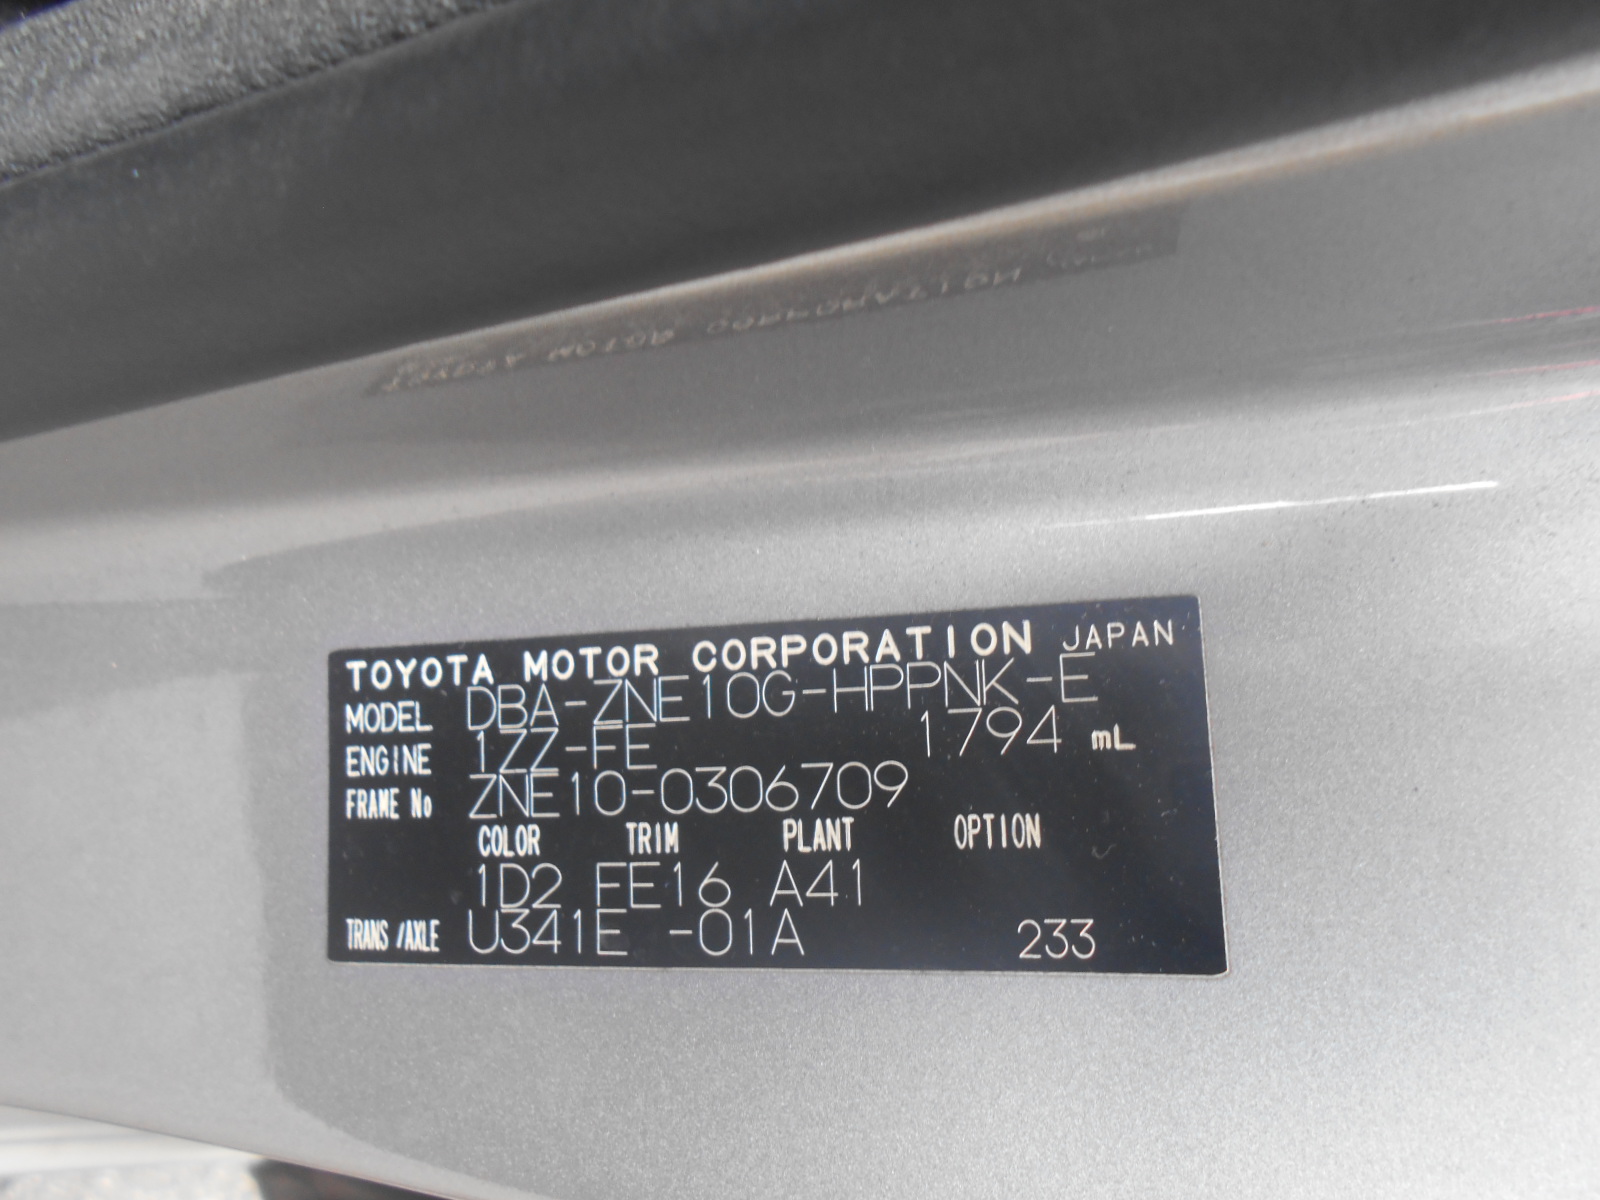 TOYOTA MOTOR CORPORATION JAPAN
MODEL DBA-ZNE10G-HPPNK-E
ENGINE 1ZZ-FE 1794 mL
FRAME No ZNE10-0306709
COLOR TRIM PLANT OPTION
1D2 FE16 A41
TRANS/AXLE U341E -01A 233